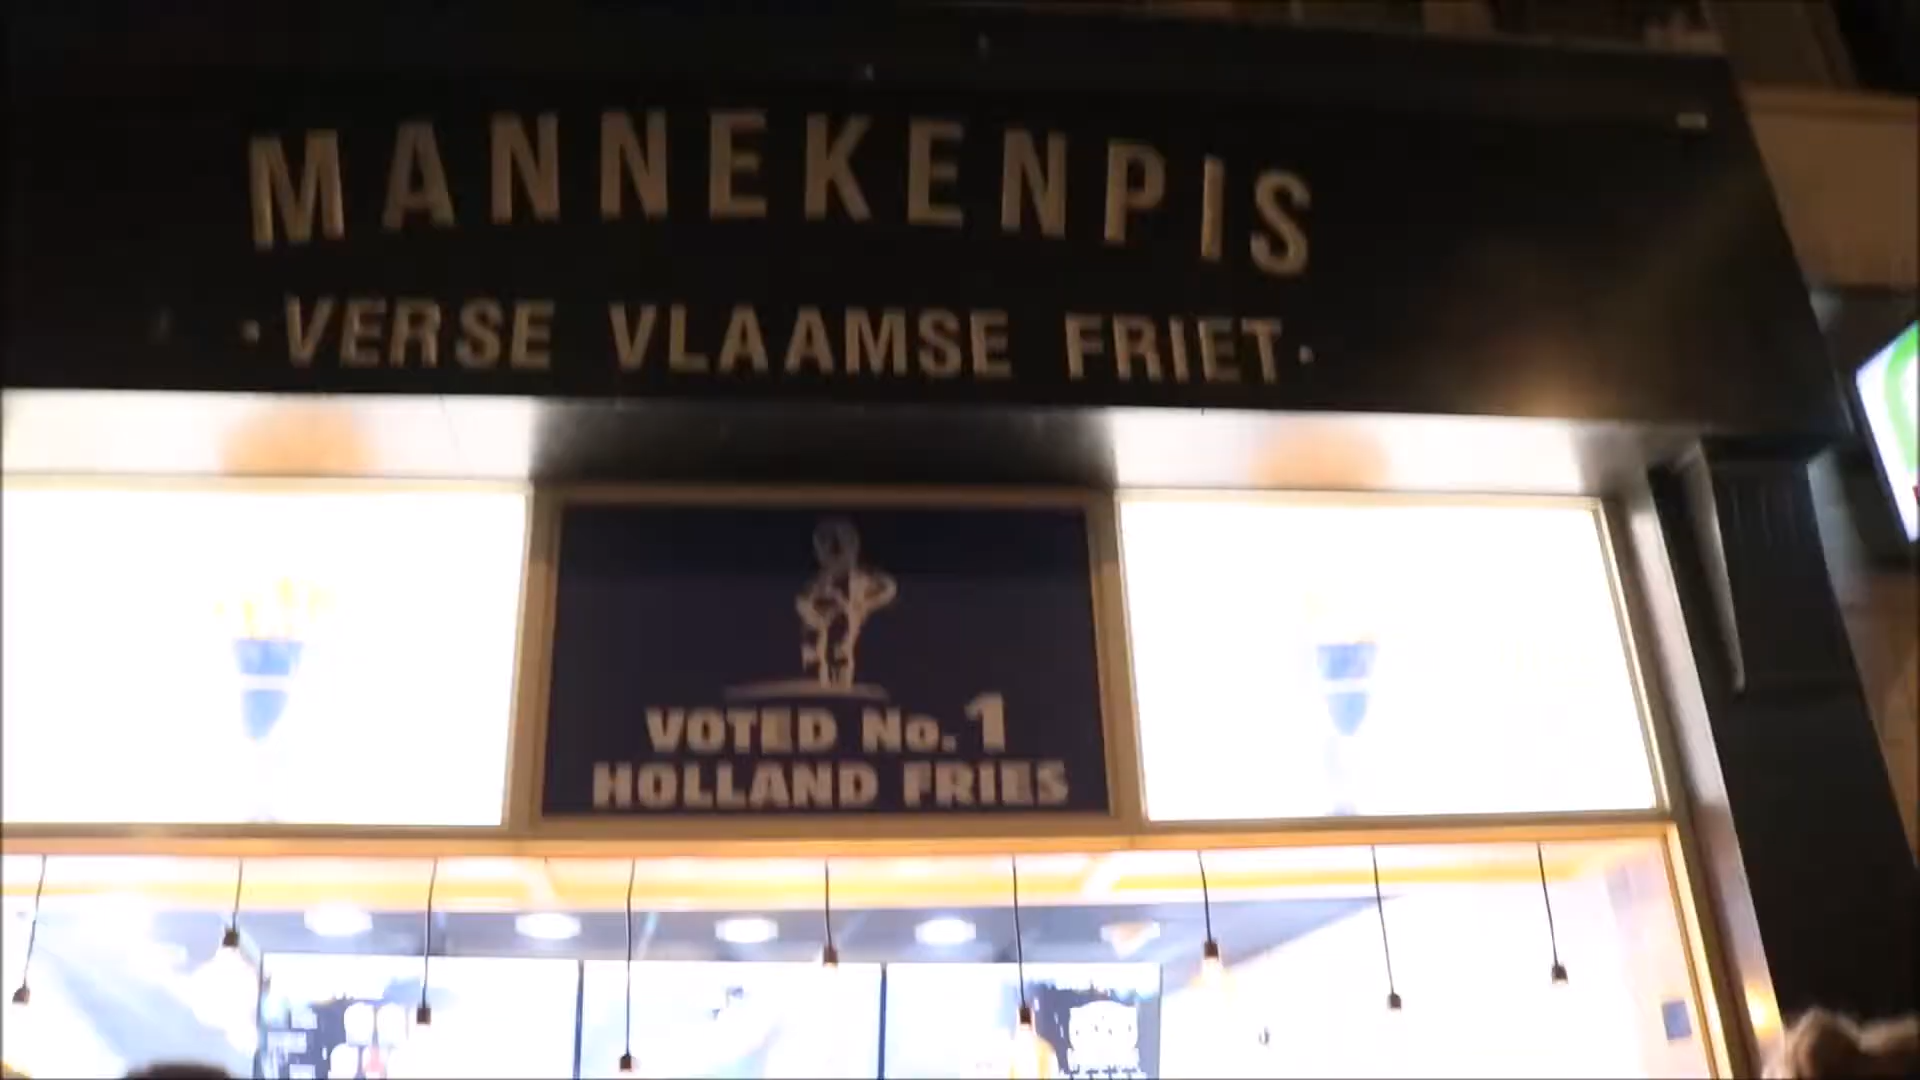 MANNEKENPIS
·VERSE VLAAMSE FRIET·
VOTED No.1
HOLLAND FRIES